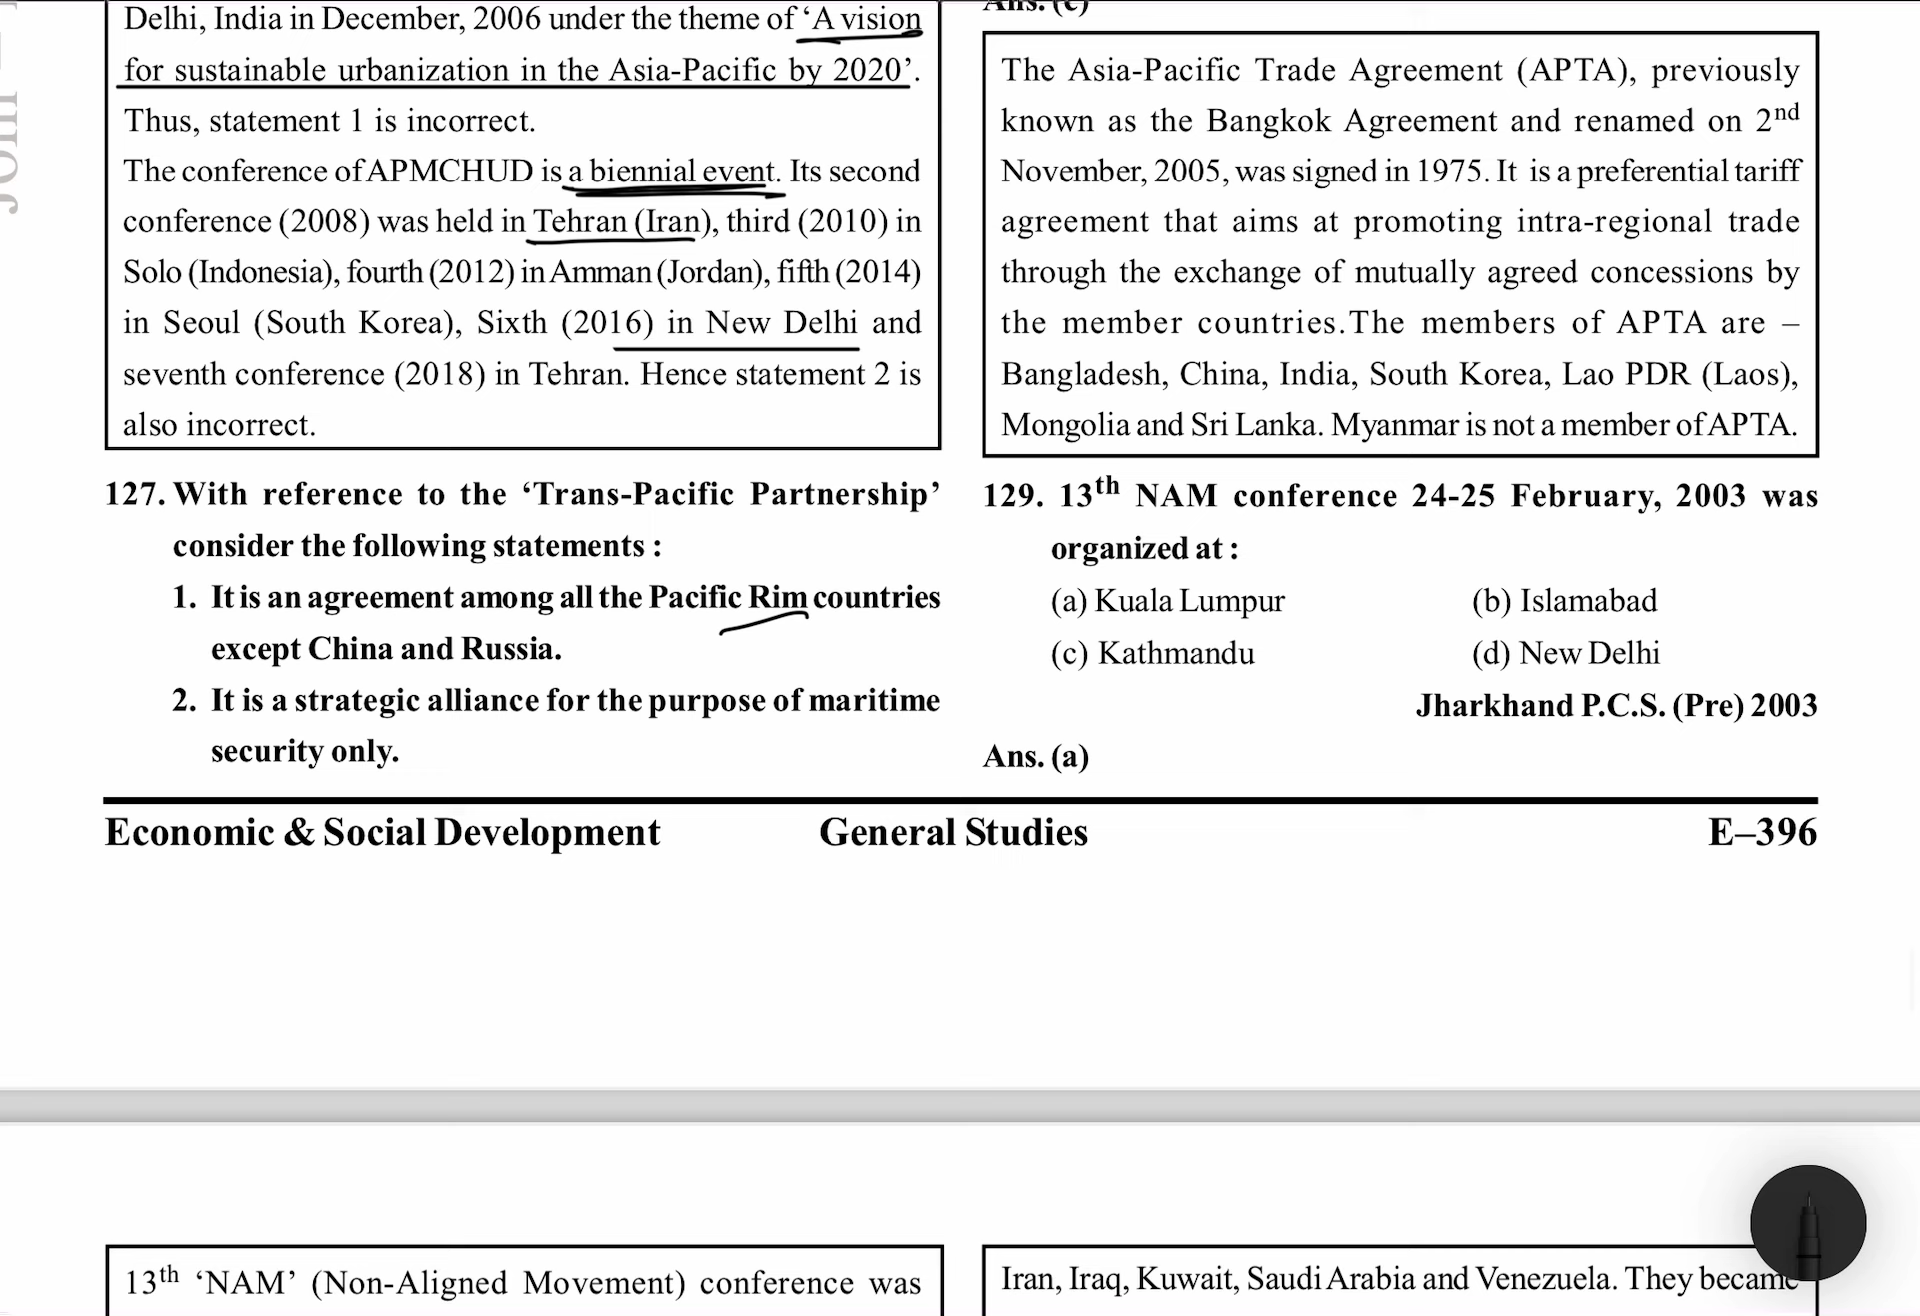 Delhi, India in December, 2006 under the theme of ‘A vision
for sustainable urbanization in the Asia-Pacific by 2020’.
Thus, statement 1 is incorrect.
The conference of APMCHUD is a biennial event. Its second
conference (2008) was held in Tehran (Iran), third (2010) in
Solo (Indonesia), fourth (2012) in Amman (Jordan), fifth (2014)
in Seoul (South Korea), Sixth (2016) in New Delhi and
seventh conference (2018) in Tehran. Hence statement 2 is
also incorrect.
127. With reference to the ‘Trans-Pacific Partnership’
consider the following statements :
1. It is an agreement among all the Pacific Rim countries
except China and Russia.
2. It is a strategic alliance for the purpose of maritime
security only.
Ans. (c)
The Asia-Pacific Trade Agreement (APTA), previously
known as the Bangkok Agreement and renamed on 2nd
November, 2005, was signed in 1975. It is a preferential tariff
agreement that aims at promoting intra-regional trade
through the exchange of mutually agreed concessions by
the member countries.The members of APTA are –
Bangladesh, China, India, South Korea, Lao PDR (Laos),
Mongolia and Sri Lanka. Myanmar is not a member of APTA.
129. 13th NAM conference 24-25 February, 2003 was
organized at :
(a) Kuala Lumpur (b) Islamabad
(c) Kathmandu (d) New Delhi
Jharkhand P.C.S. (Pre) 2003
Ans. (a)
Economic & Social Development General Studies E–396
13th ‘NAM’ (Non-Aligned Movement) conference was
Iran, Iraq, Kuwait, Saudi Arabia and Venezuela. They became